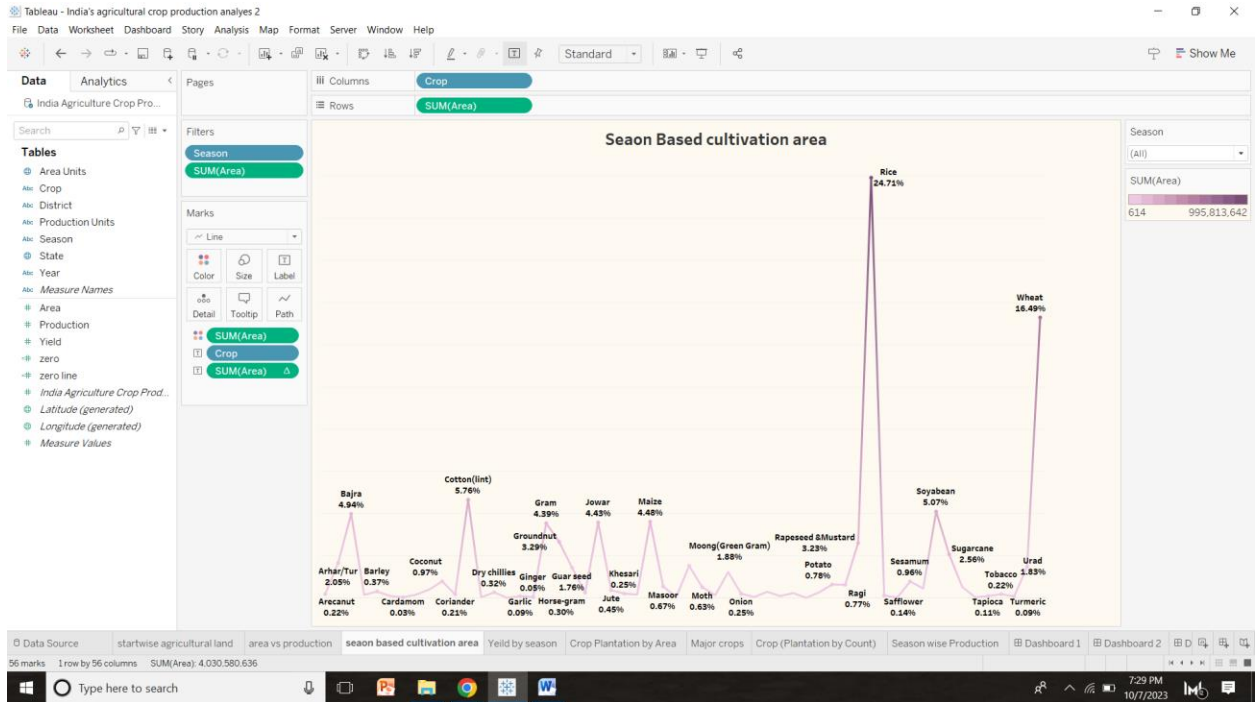 Tableau - India's agricultural crop production analyes 2
File Data Worksheet Dashboard Story Analysis Map Format Server Window Help
Standard
Show Me
Data Analytics
India Agriculture Crop Pro...
Search
Tables
Area Units
Abc Crop
Abc District
Abc Production Units
Abc Season
State
Abc Year
Abc Measure Names
# Area
# Production
# Yield
=# zero
=# zero line
# India Agriculture Crop Prod...
Latitude (generated)
Longitude (generated)
# Measure Values
Pages
Filters
Season
SUM(Area)
Marks
Line
Color Size Label
Detail Tooltip Path
SUM(Area)
Crop
SUM(Area) Δ
iii Columns Crop
Rows SUM(Area)
Seaon Based cultivation area
Rice
24.71%
Wheat
16.49%
Cotton(lint)
5.76%
Bajra
4.94%
Gram
4.39%
Jowar
4.43%
Maize
4.48%
Soyabean
5.07%
Groundnut
3.29%
Moong(Green Gram)
1.88%
Rapeseed &Mustard
3.23%
Sugarcane
2.56%
Arhar/Tur
2.05%
Barley
0.37%
Coconut
0.97%
Dry chillies
0.32%
Ginger
0.05%
Guar seed
1.76%
Khesari
0.25%
Potato
0.78%
Sesamum
0.96%
Tobacco
0.22%
Urad
1.83%
Arecanut
0.22%
Cardamom
0.03%
Coriander
0.21%
Garlic
0.09%
Horse-gram
0.30%
Jute
0.45%
Masoor
0.67%
Moth
0.63%
Onion
0.25%
Ragi
0.77%
Safflower
0.14%
Tapioca
0.11%
Turmeric
0.09%
Season
(All)
SUM(Area)
614 995,813,642
Data Source startwise agricultural land area vs production seaon based cultivation area Yeild by season Crop Plantation by Area Major crops Crop (Plantation by Count) Season wise Production Dashboard 1 Dashboard 2 D
56 marks 1 row by 56 columns SUM(Area): 4,030,580,636
Type here to search
7:29 PM
10/7/2023